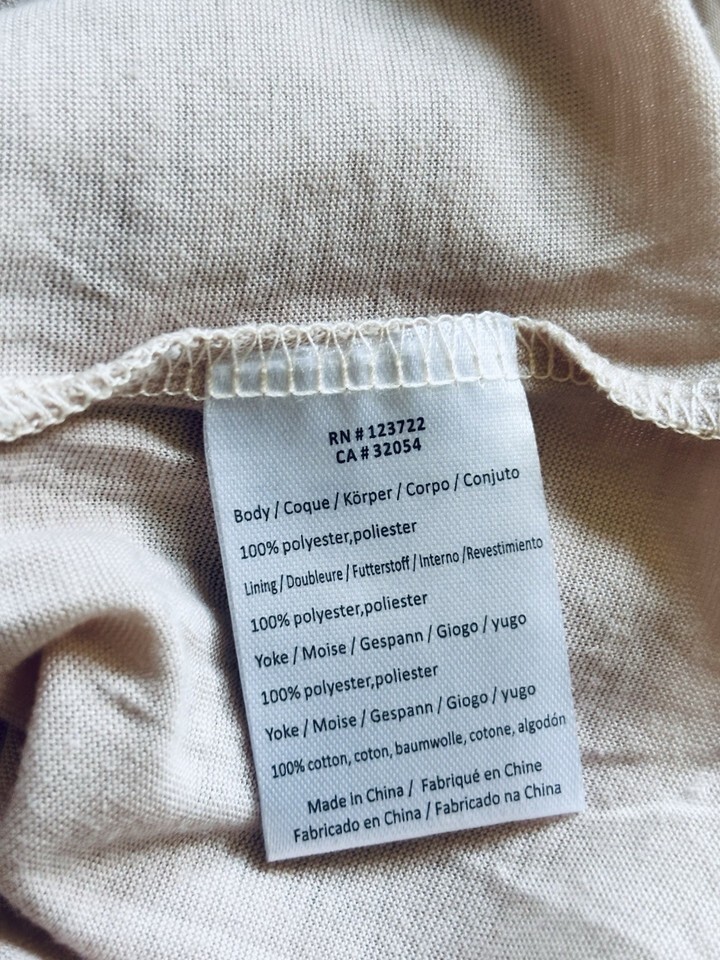 RN # 123722
CA # 32054
Body / Coque / Körper / Corpo / Conjuto
100% polyester,poliester
Lining / Doubleure / Futterstoff / Interno /Revestimiento
100% polyester,poliester
Yoke / Moise / Gespann / Giogo / yugo
100% polyester,poliester
Yoke / Moise / Gespann / Giogo / yugo
100% cotton, coton, baumwolle, cotone, algodón
Made in China / Fabriqué en Chine
Fabricado en China / Fabricado na China